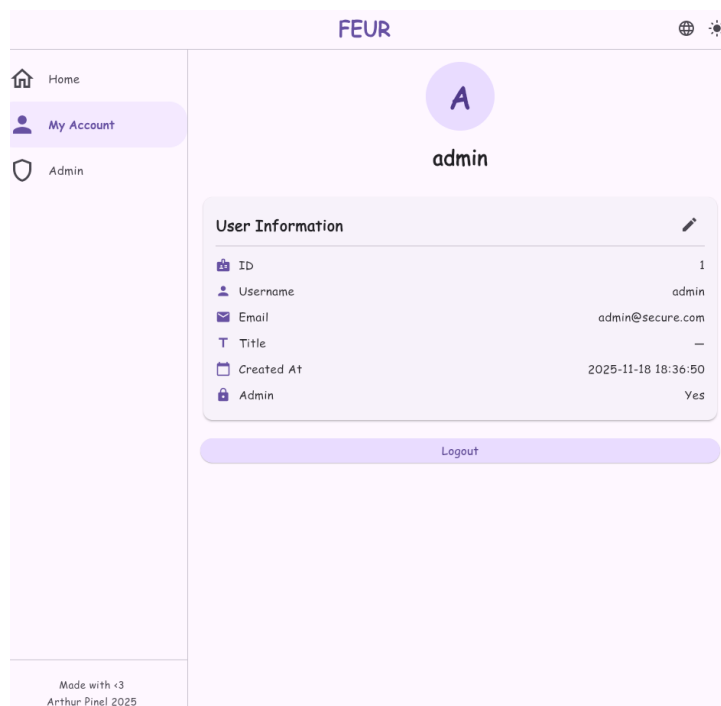 FEUR
Home
My Account
Admin
A
admin
User Information
ID 1
Username admin
Email admin@secure.com
T Title —
Created At 2025-11-18 18:36:50
Admin Yes
Logout
Made with <3
Arthur Pinel 2025